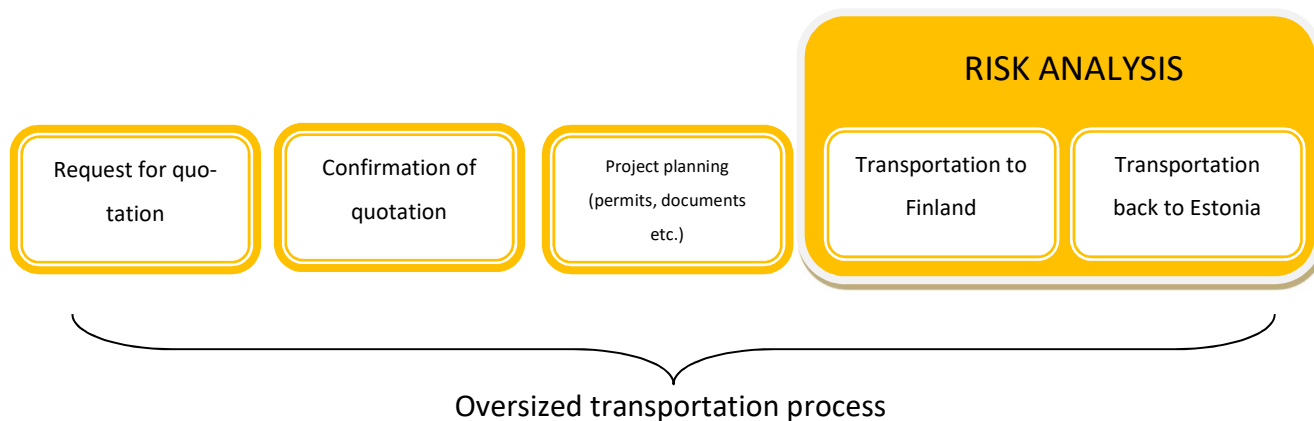 RISK ANALYSIS
Request for quo-
tation
Confirmation of
quotation
Project planning
(permits, documents
etc.)
Transportation to
Finland
Transportation
back to Estonia
Oversized transportation process